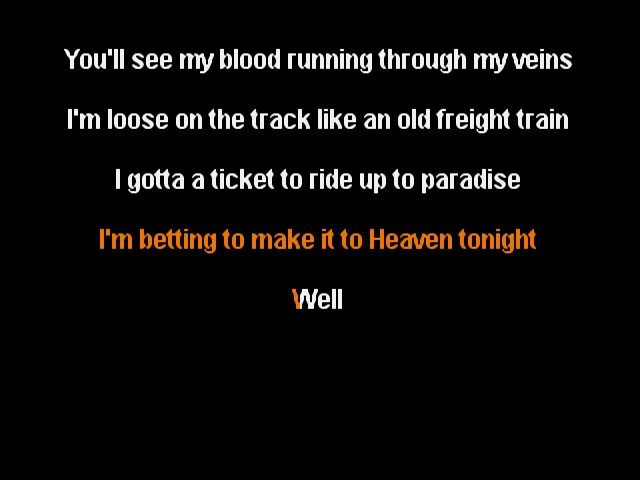 You'll see my blood running through my veins
I'm loose on the track like an old freight train
I gotta a ticket to ride up to paradise
I'm betting to make it to Heaven tonight
Well